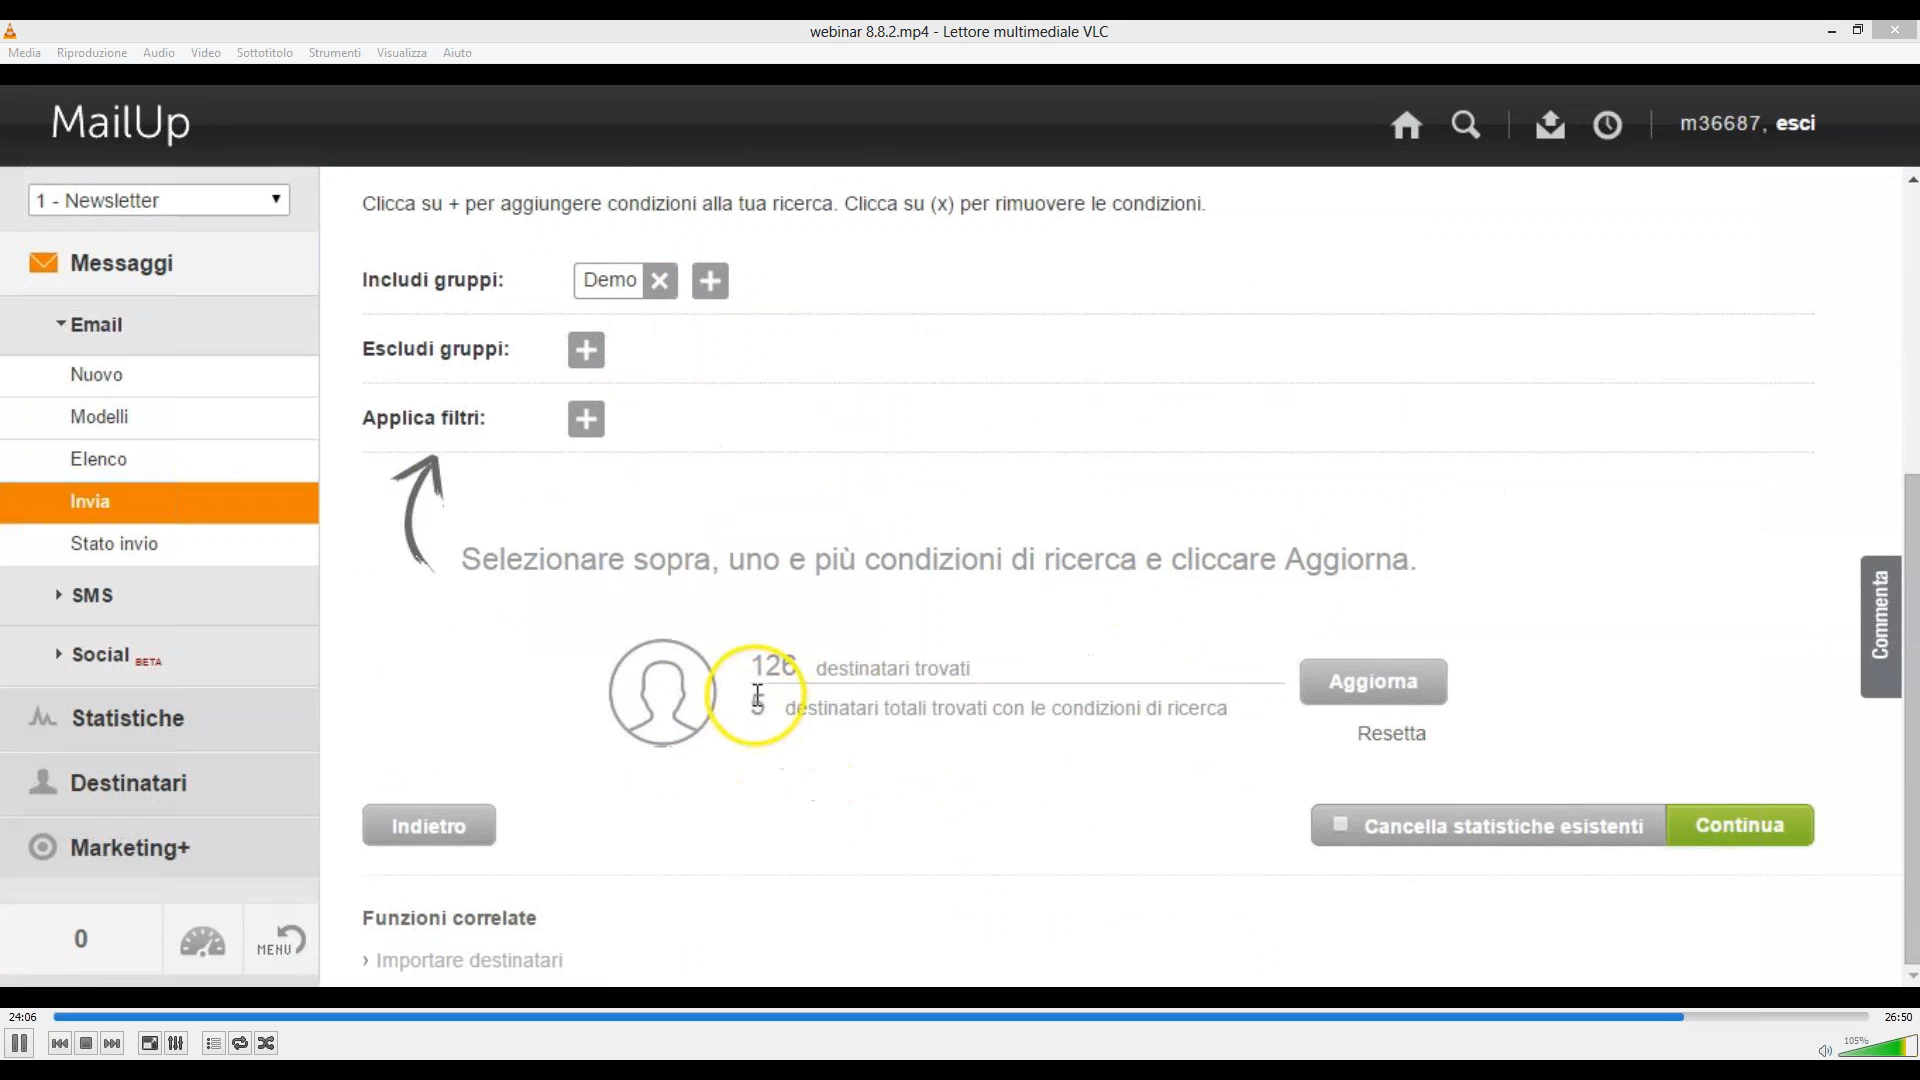 webinar 8.8.2.mp4 - Lettore multimediale VLC
Media Riproduzione Audio Video Sottotitolo Strumenti Visualizza Aiuto
MailUp
m36687, esci
1 - Newsletter
Messaggi
Email
Nuovo
Modelli
Elenco
Invia
Stato invio
SMS
Social BETA
Statistiche
Destinatari
Marketing+
0
MENU
Clicca su + per aggiungere condizioni alla tua ricerca. Clicca su (x) per rimuovere le condizioni.
Includi gruppi: Demo
Escludi gruppi:
Applica filtri:
Selezionare sopra, uno e più condizioni di ricerca e cliccare Aggiorna.
126 destinatari trovati
5 destinatari totali trovati con le condizioni di ricerca
Aggiorna
Resetta
Indietro
Cancella statistiche esistenti
Continua
Funzioni correlate
› Importare destinatari
Commenta
24:06
26:50
105%